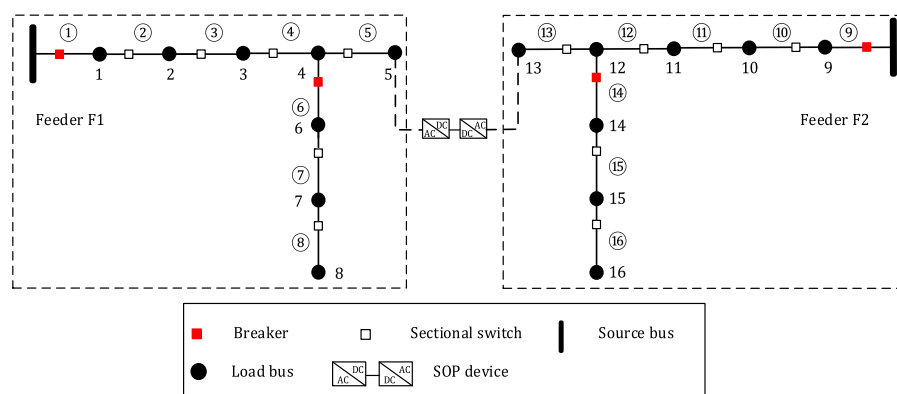 ① ② ③ ④ ⑤ ⑬ ⑫ ⑪ ⑩ ⑨
1 2 3 4 5 13 12 11 10 9
⑥ ⑭
Feeder F1 Feeder F2
6 DC AC AC DC 14
⑦ ⑮
7 15
⑧ ⑯
8 16
Breaker Sectional switch Source bus
Load bus DC AC AC DC SOP device